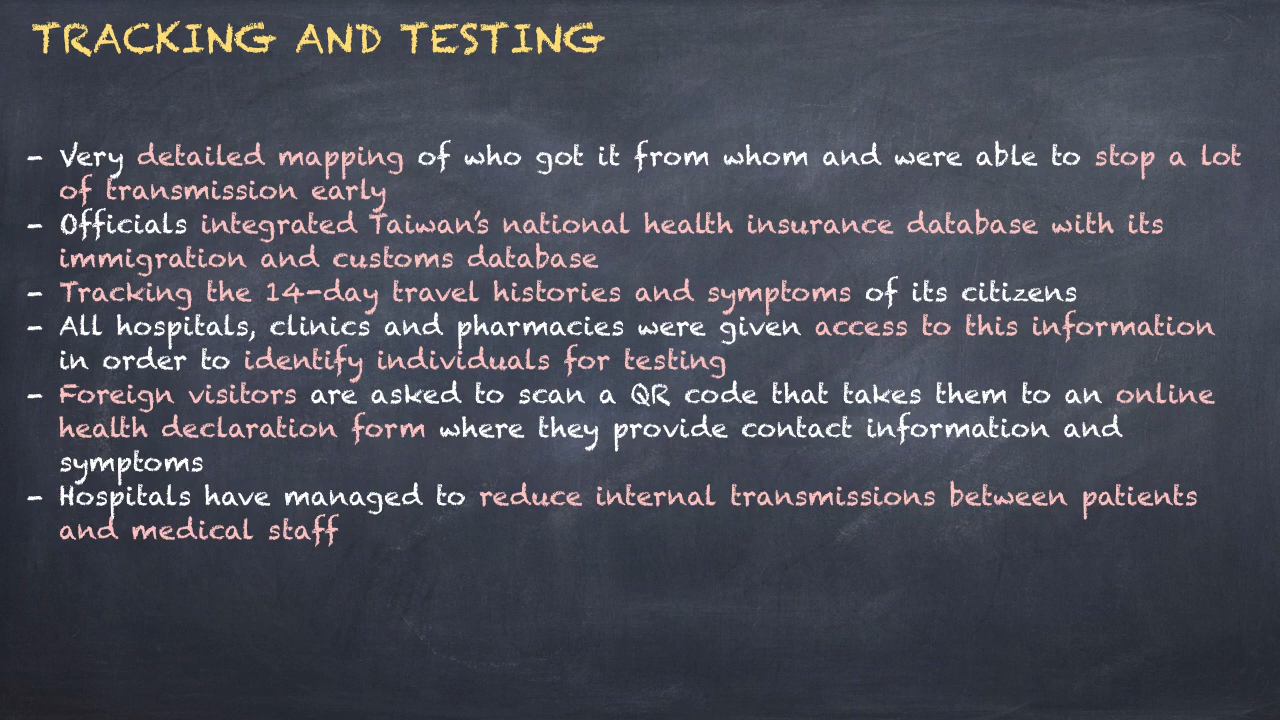 TRACKING AND TESTING
- Very detailed mapping of who got it from whom and were able to stop a lot
of transmission early
- Officials integrated Taiwan's national health insurance database with its
immigration and customs database
- Tracking the 14-day travel histories and symptoms of its citizens
- All hospitals, clinics and pharmacies were given access to this information
in order to identify individuals for testing
- Foreign visitors are asked to scan a QR code that takes them to an online
health declaration form where they provide contact information and
symptoms
- Hospitals have managed to reduce internal transmissions between patients
and medical staff